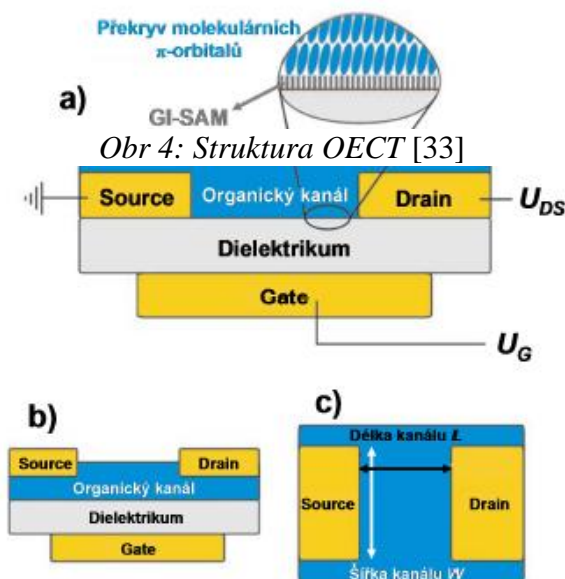 Překryv molekulárních
π-orbitalů
a)
GI-SAM
Obr 4: Struktura OECT [33]
Source
Organický kanál
Drain
U_DS
Dielektrikum
Gate
U_G
b)
Source
Drain
Organický kanál
Dielektrikum
Gate
c)
Délka kanálu L
Source
Drain
Šířka kanálu W